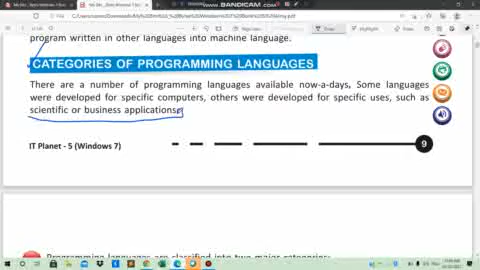 WWW.BANDICAM.COM
program written in other languages into machine language.
CATEGORIES OF PROGRAMMING LANGUAGES
There are a number of programming languages available now-a-days, Some languages
were developed for specific computers, others were developed for specific uses, such as
scientific or business applications.
IT Planet - 5 (Windows 7)
9
Programming languages are classified into two major categories: